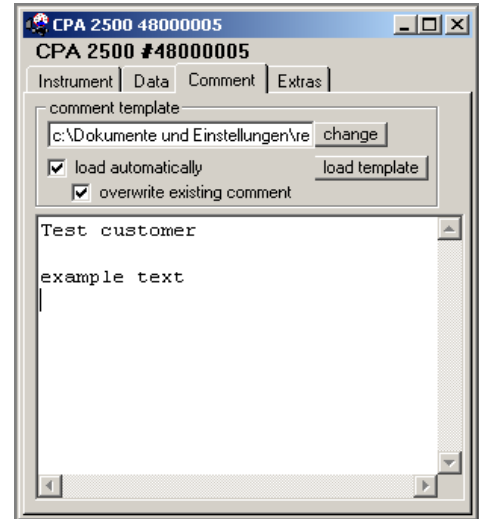 CPA 2500 48000005
CPA 2500 #48000005
Instrument Data Comment Extras
comment template
c:\Dokumente und Einstellungen\re change
load automatically load template
overwrite existing comment
Test customer
example text